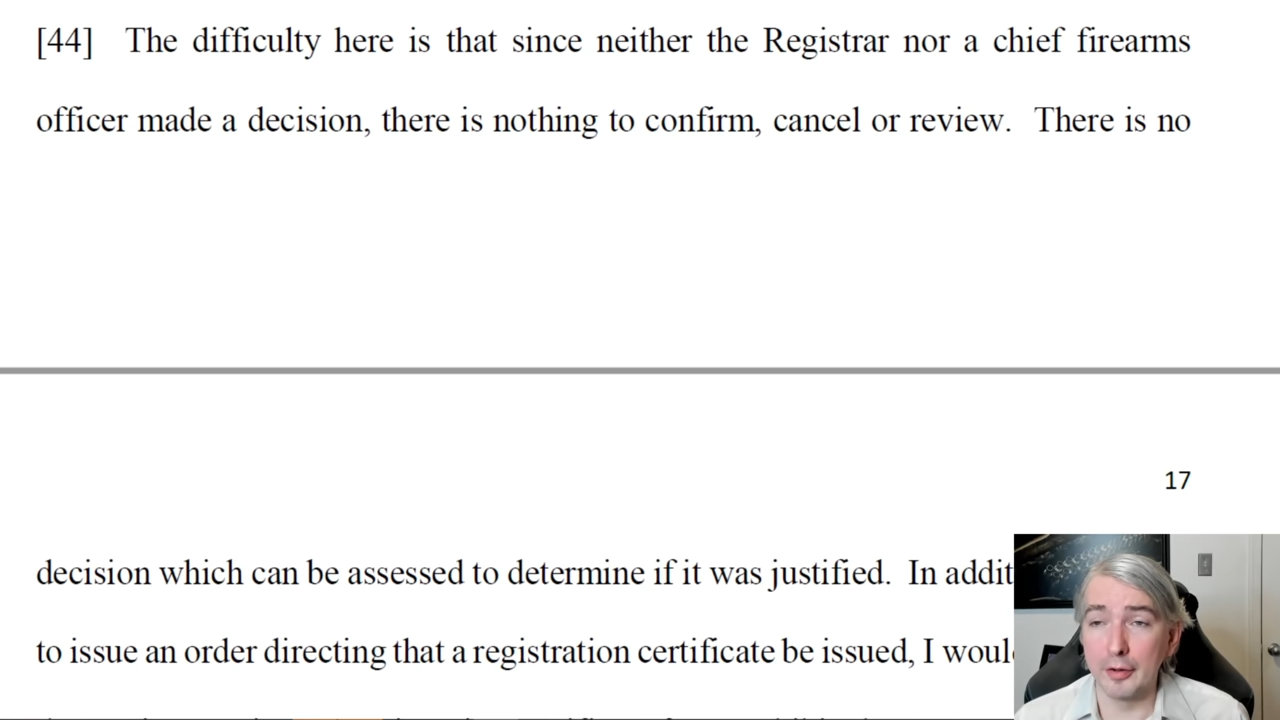 [44] The difficulty here is that since neither the Registrar nor a chief firearms
officer made a decision, there is nothing to confirm, cancel or review. There is no
17
decision which can be assessed to determine if it was justified. In
to issue an order directing that a registration certificate be issued, I